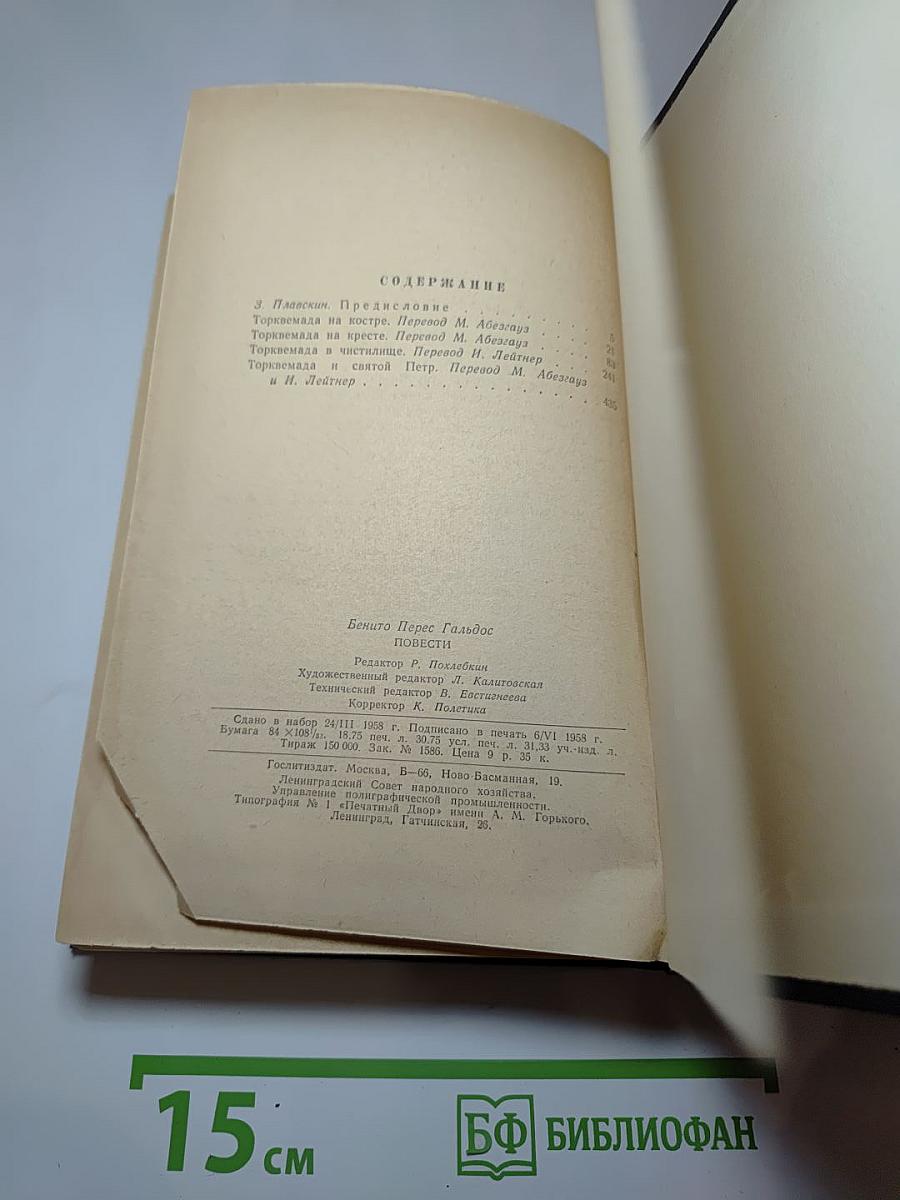 СОДЕРЖАНИЕ
З. Плавскин. Предисловие . . . . . . . . . 5
Торквемада на костре. Перевод М. Абезгауз . . . . 21
Торквемада на кресте. Перевод М. Абезгауз . . . . 83
Торквемада в чистилище. Перевод И. Лейтнер . . . 241
Торквемада и святой Петр. Перевод М. Абезгауз
и И. Лейтнер . . . . . . . . . . . . . . 435
Бенито Перес Гальдос
ПОВЕСТИ
Редактор Р. Похлебкин
Художественный редактор Л. Калитовская
Технический редактор В. Евстигнеева
Корректор К. Полетика
Сдано в набор 24/III 1958 г. Подписано в печать 6/VI 1958 г.
Бумага 84 ×108¹/₃₂. 18,75 печ. л. 30,75 усл. печ. л. 31,33 уч.-изд. л.
Тираж 150 000. Зак. № 1586. Цена 9 р. 35 к.
Гослитиздат. Москва, Б—66, Ново-Басманная, 19.
Ленинградский Совет народного хозяйства.
Управление полиграфической промышленности.
Типография № 1 «Печатный Двор» имени А. М. Горького.
Ленинград, Гатчинская, 26.
15 см
БФ БИБЛИОФАН